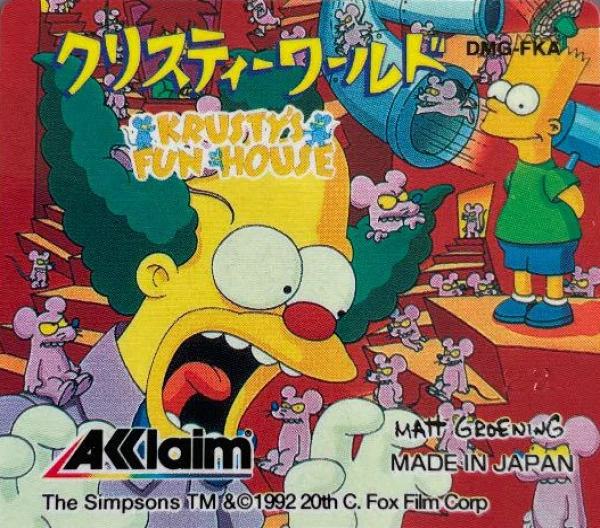 クリスティーワールド
DMG-FKA
KRUSTY'S
FUN HOUSE
AKklaim
MATT GROENING
MADE IN JAPAN
The Simpsons TM &©1992 20th C. Fox Film Corp